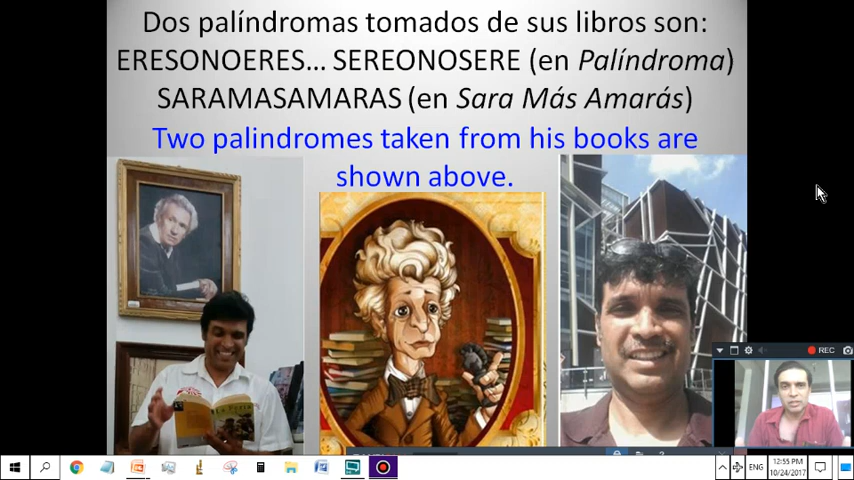 Dos palíndromas tomados de sus libros son:
ERESONOERES... SEREONOSERE (en Palíndroma)
SARAMASAMARAS (en Sara Más Amarás)
Two palindromes taken from his books are
shown above.
REC
ENG
12:55 PM
10/24/2017